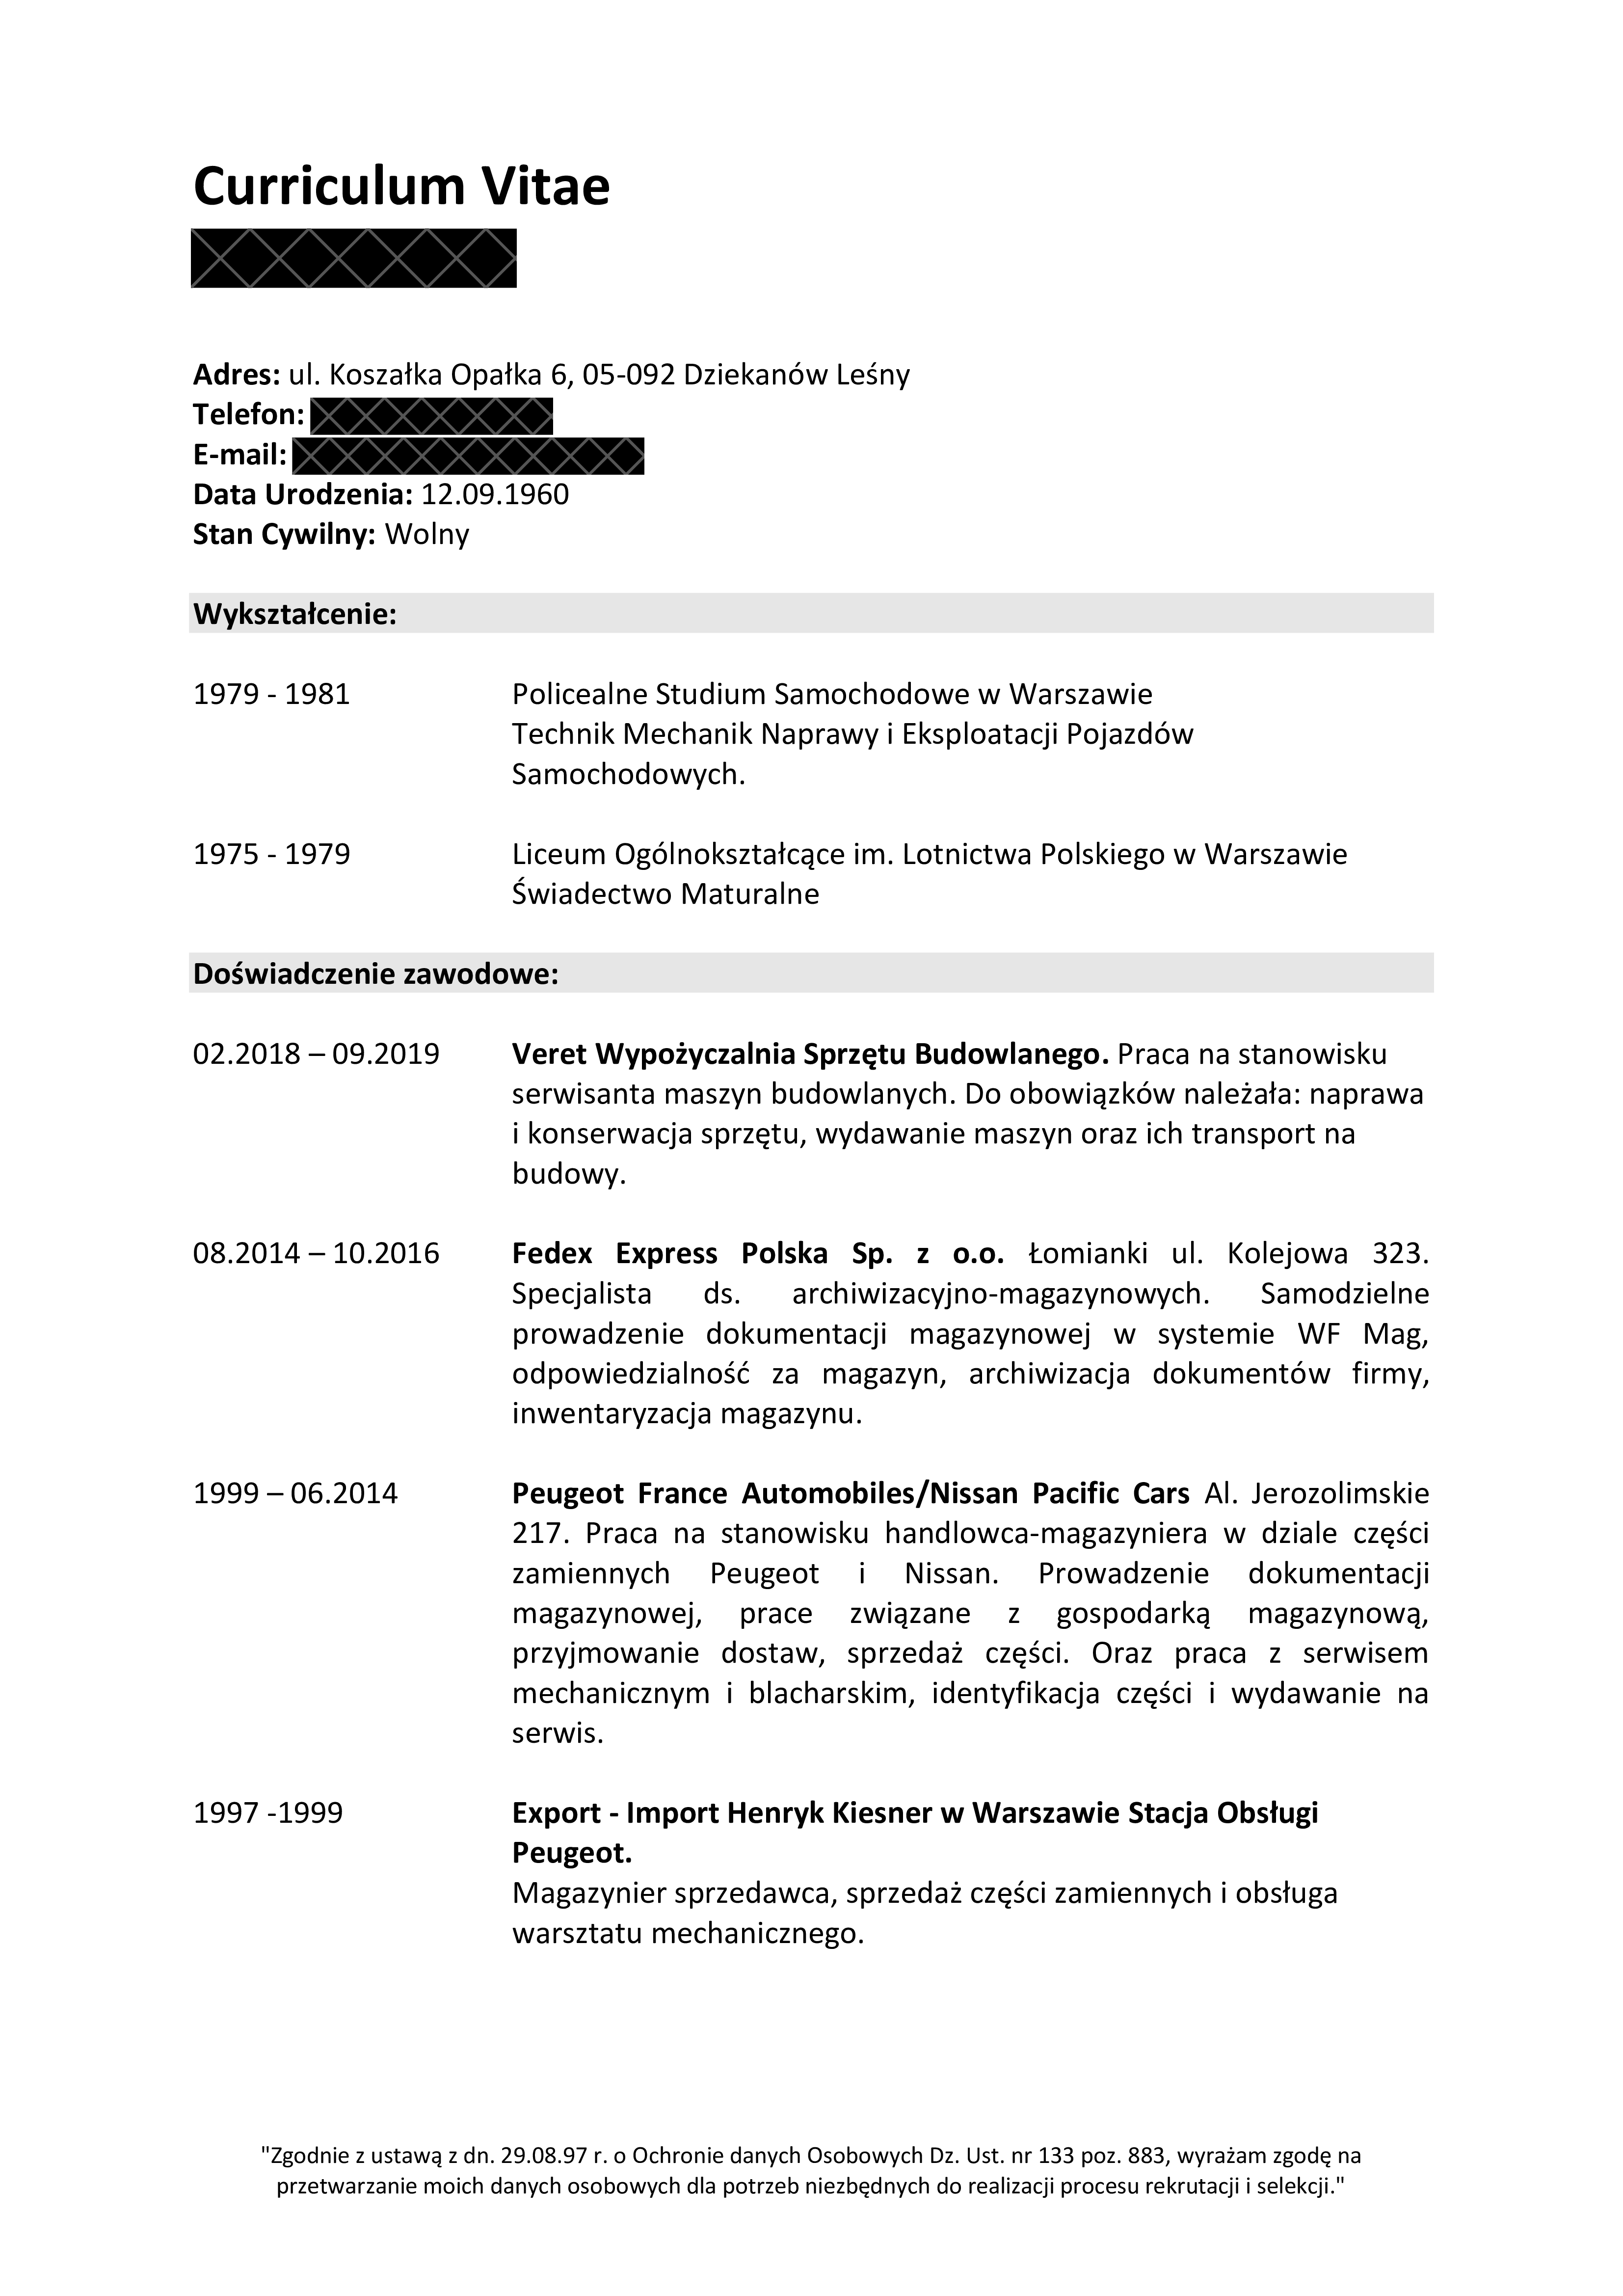 Curriculum Vitae
Adres: ul. Koszałka Opałka 6, 05-092 Dziekanów Leśny
Telefon:
E-mail:
Data Urodzenia: 12.09.1960
Stan Cywilny: Wolny
Wykształcenie:
1979 - 1981 Policealne Studium Samochodowe w Warszawie
Technik Mechanik Naprawy i Eksploatacji Pojazdów
Samochodowych.
1975 - 1979 Liceum Ogólnokształcące im. Lotnictwa Polskiego w Warszawie
Świadectwo Maturalne
Doświadczenie zawodowe:
02.2018 – 09.2019 Veret Wypożyczalnia Sprzętu Budowlanego. Praca na stanowisku
serwisanta maszyn budowlanych. Do obowiązków należała: naprawa
i konserwacja sprzętu, wydawanie maszyn oraz ich transport na
budowy.
08.2014 – 10.2016 Fedex Express Polska Sp. z o.o. Łomianki ul. Kolejowa 323.
Specjalista ds. archiwizacyjno-magazynowych. Samodzielne
prowadzenie dokumentacji magazynowej w systemie WF Mag,
odpowiedzialność za magazyn, archiwizacja dokumentów firmy,
inwentaryzacja magazynu.
1999 – 06.2014 Peugeot France Automobiles/Nissan Pacific Cars Al. Jerozolimskie
217. Praca na stanowisku handlowca-magazyniera w dziale części
zamiennych Peugeot i Nissan. Prowadzenie dokumentacji
magazynowej, prace związane z gospodarką magazynową,
przyjmowanie dostaw, sprzedaż części. Oraz praca z serwisem
mechanicznym i blacharskim, identyfikacja części i wydawanie na
serwis.
1997 -1999 Export - Import Henryk Kiesner w Warszawie Stacja Obsługi
Peugeot.
Magazynier sprzedawca, sprzedaż części zamiennych i obsługa
warsztatu mechanicznego.
"Zgodnie z ustawą z dn. 29.08.97 r. o Ochronie danych Osobowych Dz. Ust. nr 133 poz. 883, wyrażam zgodę na
przetwarzanie moich danych osobowych dla potrzeb niezbędnych do realizacji procesu rekrutacji i selekcji."